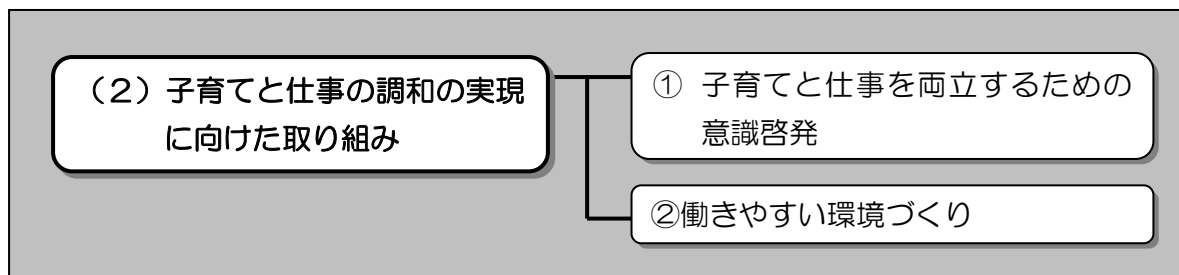 (2)子育てと仕事の調和の実現
に向けた取り組み
① 子育てと仕事を両立するための
意識啓発
②働きやすい環境づくり